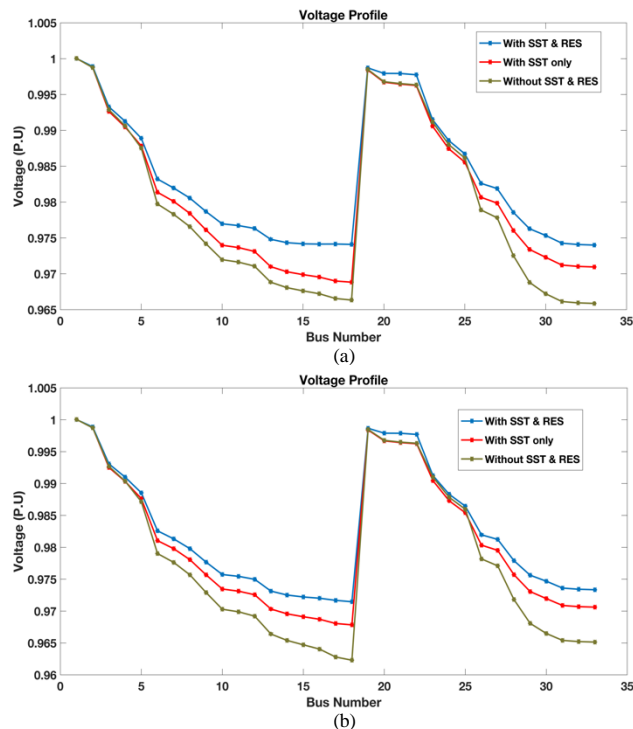 Voltage Profile
1.005
1
0.995
0.99
0.985
0.98
0.975
0.97
0.965
Voltage (P.U)
With SST & RES
With SST only
Without SST & RES
0 5 10 15 20 25 30 35
Bus Number
(a)
Voltage Profile
1.005
1
0.995
0.99
0.985
0.98
0.975
0.97
0.965
0.96
Voltage (P.U)
With SST & RES
With SST only
Without SST & RES
0 5 10 15 20 25 30 35
Bus Number
(b)